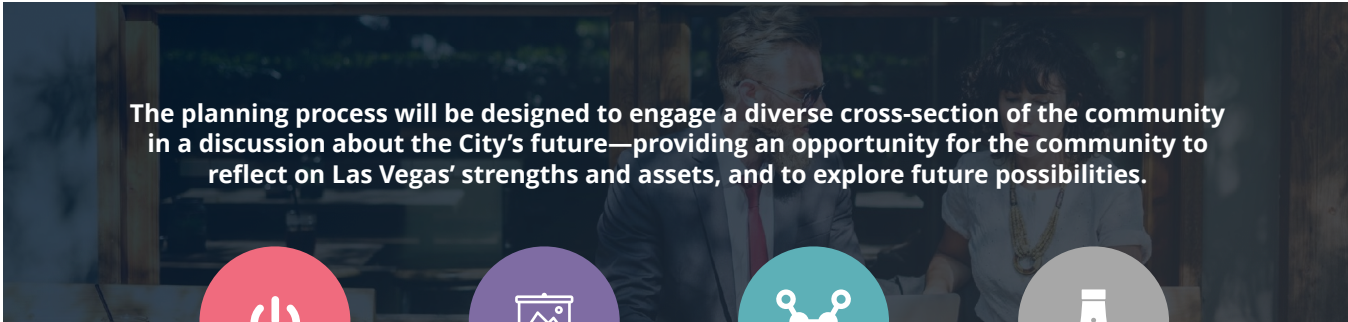 The planning process will be designed to engage a diverse cross-section of the community
in a discussion about the City’s future—providing an opportunity for the community to
reflect on Las Vegas’ strengths and assets, and to explore future possibilities.